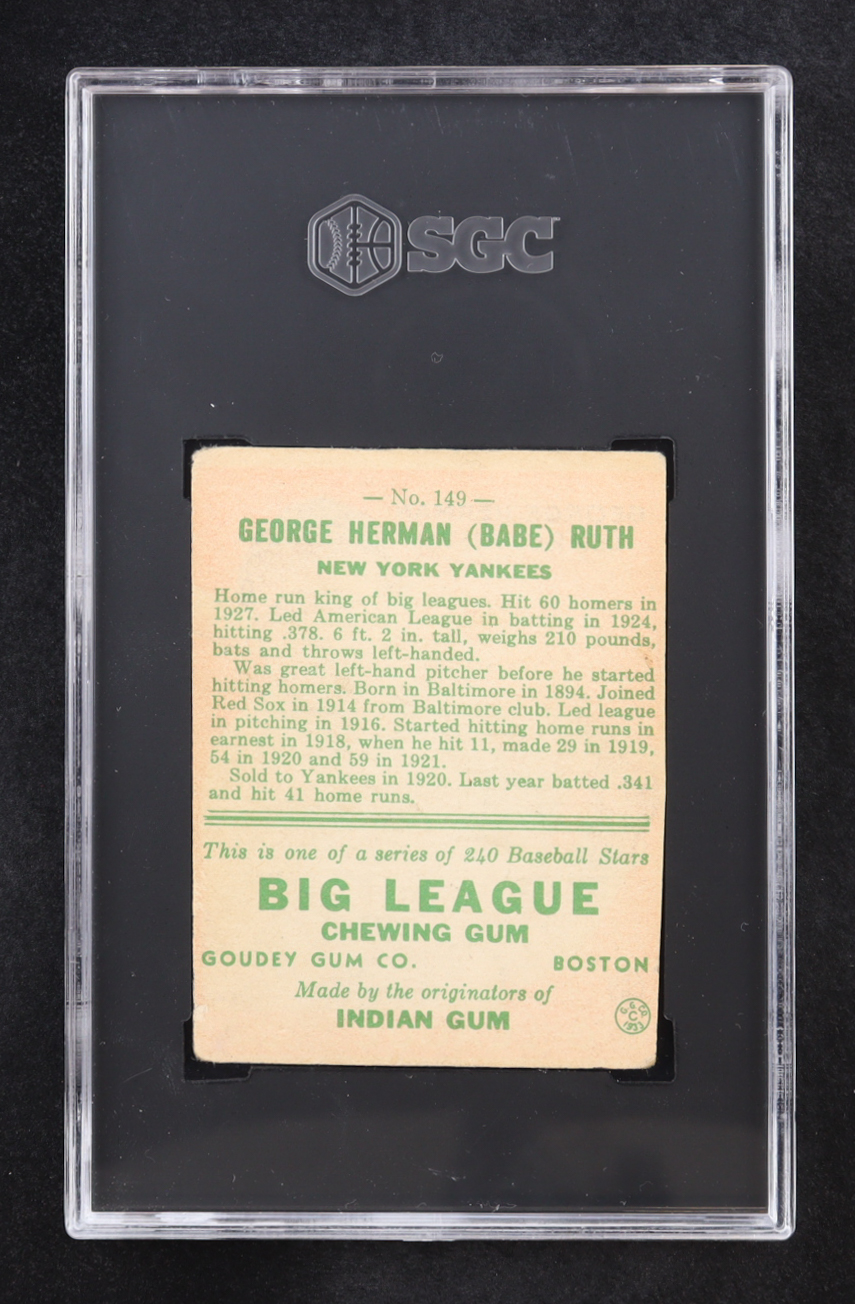 SGC
— No. 149 —
GEORGE HERMAN (BABE) RUTH
NEW YORK YANKEES
Home run king of big leagues. Hit 60 homers in
1927. Led American League in batting in 1924,
hitting .378. 6 ft. 2 in. tall, weighs 210 pounds,
bats and throws left-handed.
Was great left-hand pitcher before he started
hitting homers. Born in Baltimore in 1894. Joined
Red Sox in 1914 from Baltimore club. Led league
in pitching in 1916. Started hitting home runs in
earnest in 1918, when he hit 11, made 29 in 1919,
54 in 1920 and 59 in 1921.
Sold to Yankees in 1920. Last year batted .341
and hit 41 home runs.
This is one of a series of 240 Baseball Stars
BIG LEAGUE
CHEWING GUM
GOUDEY GUM CO. BOSTON
Made by the originators of
INDIAN GUM
G. G. Co.
C
1933